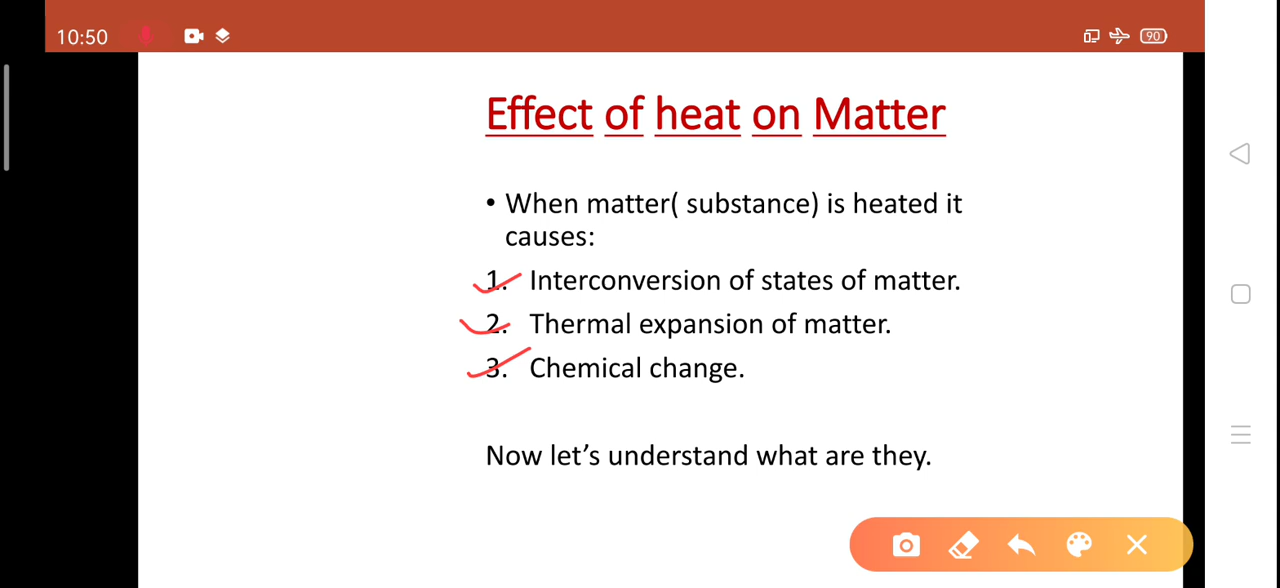 10:50
90
Effect of heat on Matter
• When matter( substance) is heated it
causes:
1. Interconversion of states of matter.
2. Thermal expansion of matter.
3. Chemical change.
Now let’s understand what are they.